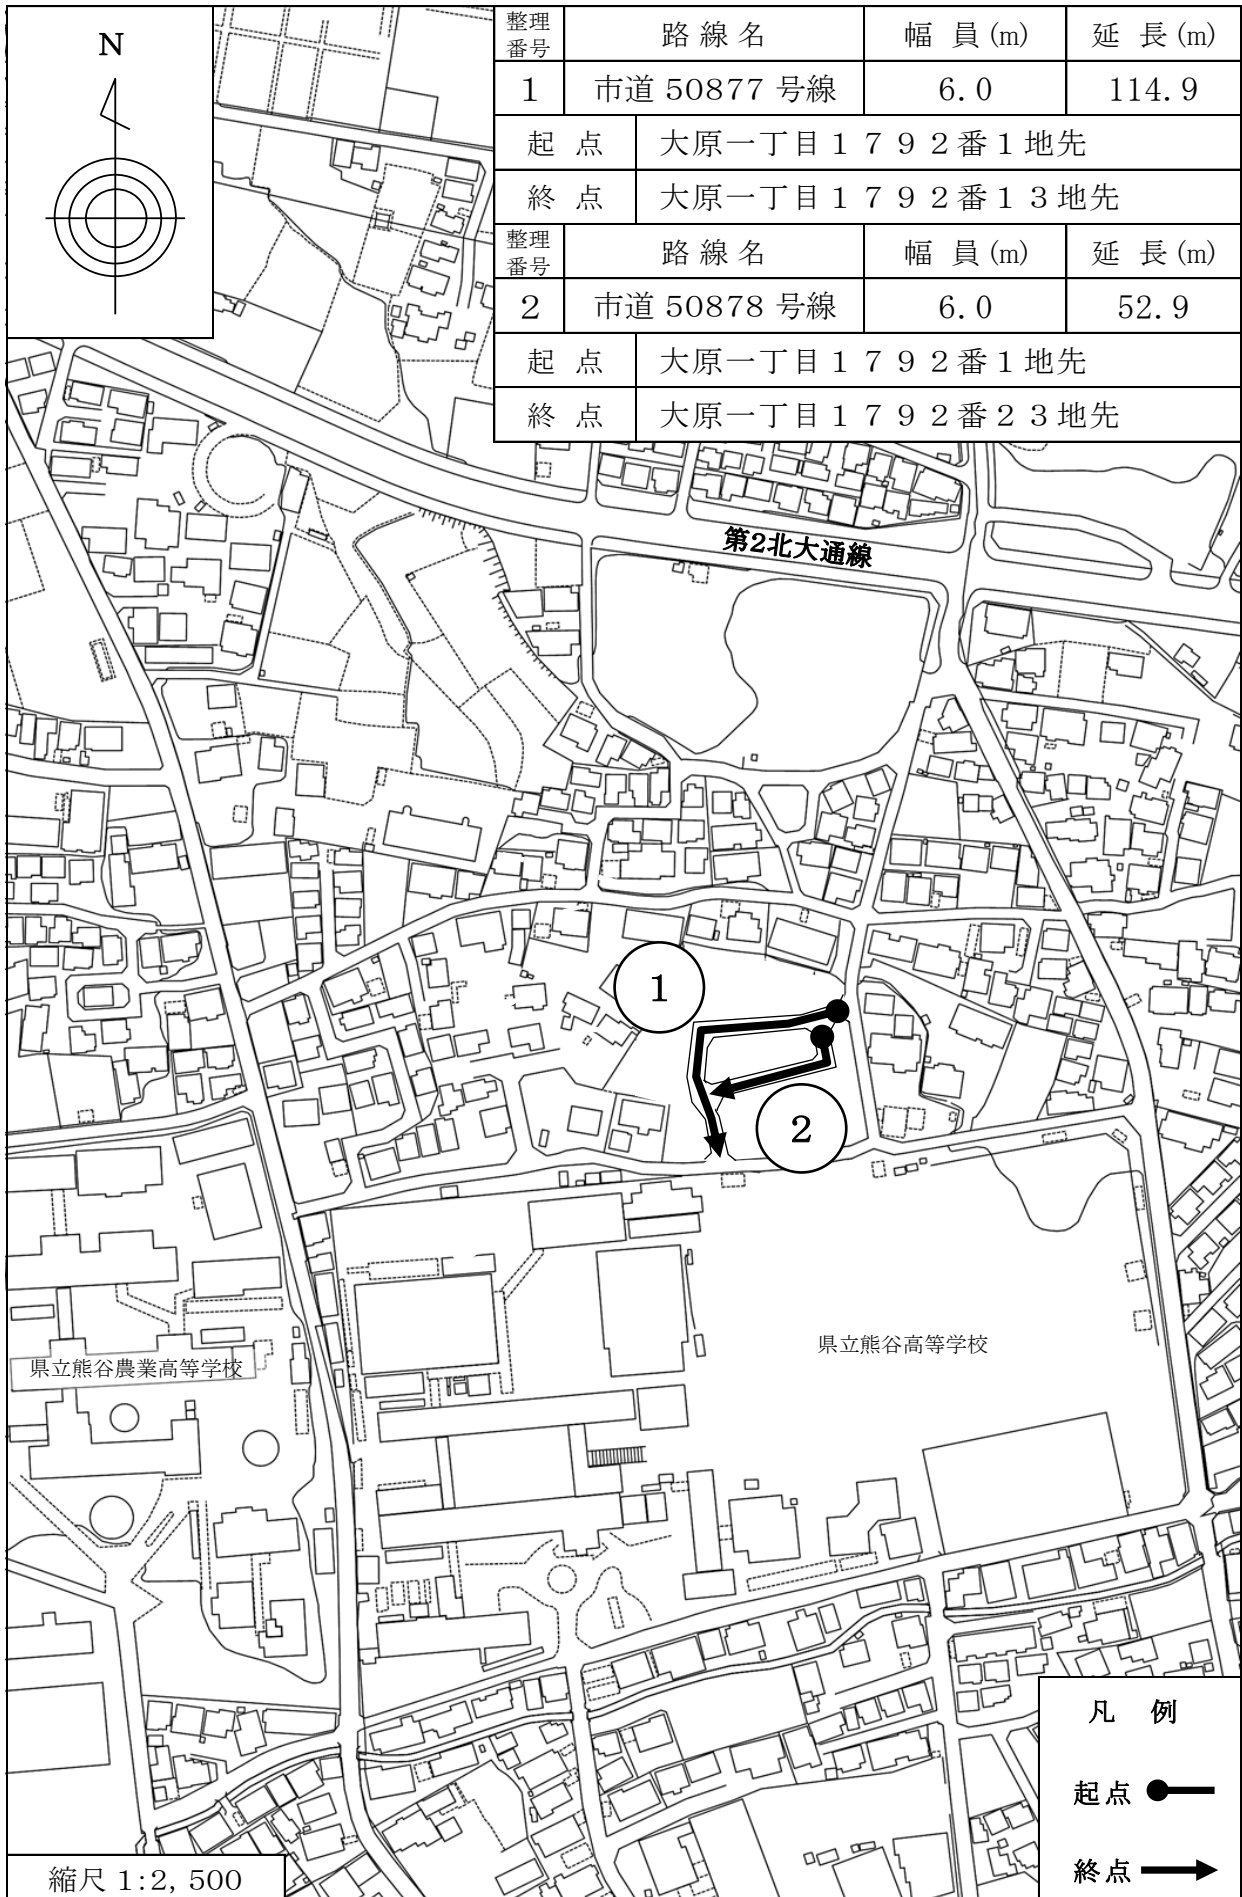 N
整理番号 路線名 幅員(m) 延長(m)
1 市道 50877 号線 6.0 114.9
起点 大原一丁目１７９２番１地先
終点 大原一丁目１７９２番１３地先
整理番号 路線名 幅員(m) 延長(m)
2 市道 50878 号線 6.0 52.9
起点 大原一丁目１７９２番１地先
終点 大原一丁目１７９２番２３地先
第2北大通線
1
2
県立熊谷高等学校
県立熊谷農業高等学校
凡例
起点
終点
縮尺 1:2,500